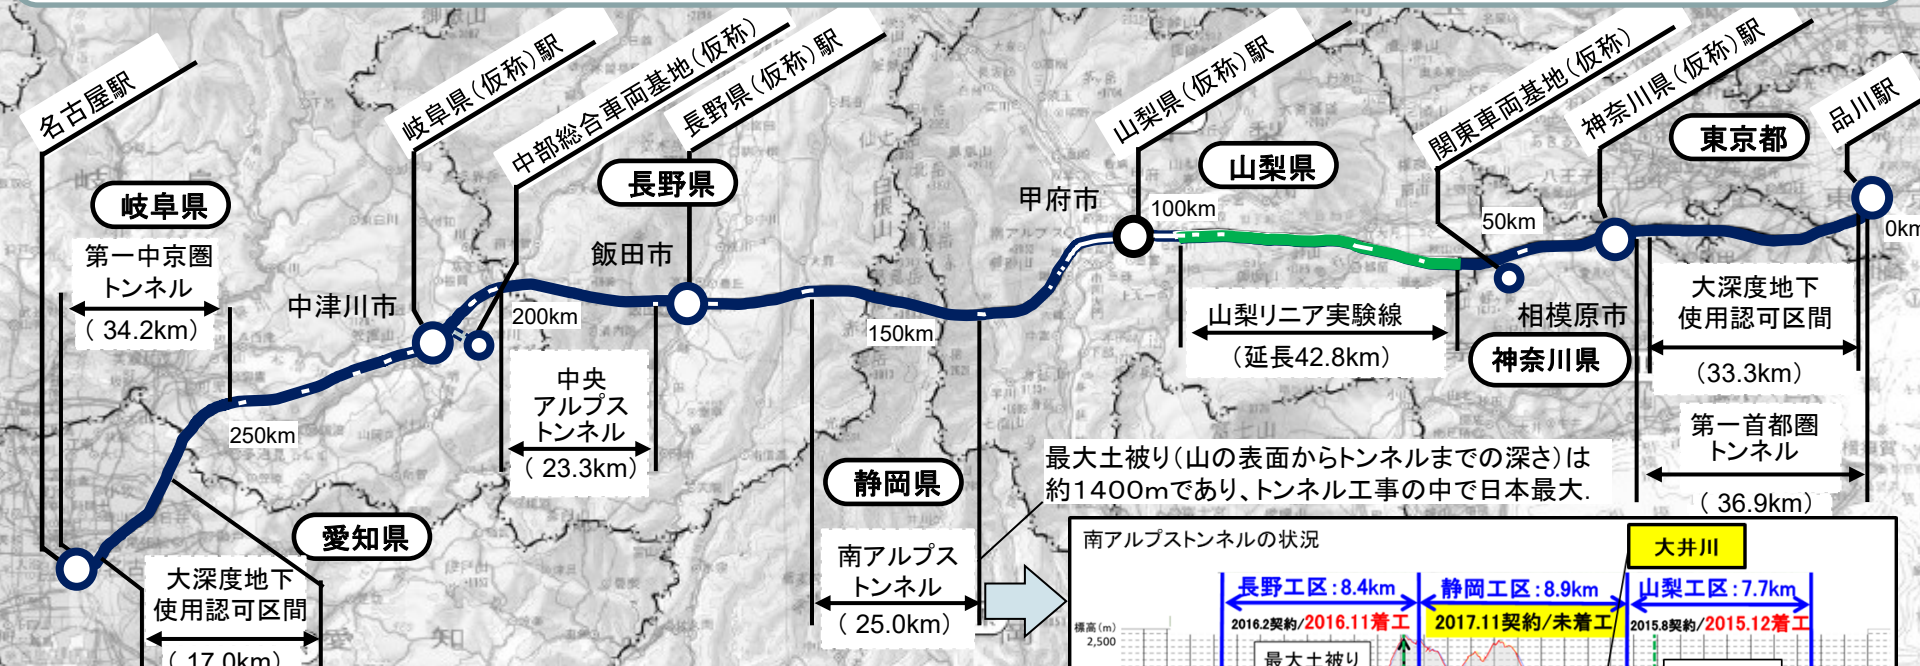 名古屋駅
岐阜県(仮称)駅
中部総合車両基地(仮称)
長野県(仮称)駅
山梨県(仮称)駅
関東車両基地(仮称)
神奈川県(仮称)駅
品川駅
東京都
山梨県
長野県
岐阜県
甲府市
100km
50km
0km
第一中京圏
トンネル
( 34.2km)
中津川市
飯田市
200km
150km
250km
山梨リニア実験線
(延長42.8km)
相模原市
神奈川県
大深度地下
使用認可区間
(33.3km)
第一首都圏
トンネル
( 36.9km)
中央
アルプス
トンネル
( 23.3km)
静岡県
愛知県
最大土被り(山の表面からトンネルまでの深さ)は
約1400mであり、トンネル工事の中で日本最大.
大深度地下
使用認可区間
( 17.0km)
南アルプス
トンネル
( 25.0km)
南アルプストンネルの状況
大井川
長野工区:8.4km
静岡工区:8.9km
山梨工区:7.7km
2016.2契約/2016.11着工
2017.11契約/未着工
2015.8契約/2015.12着工
標高(m)
2,500
最大土被り